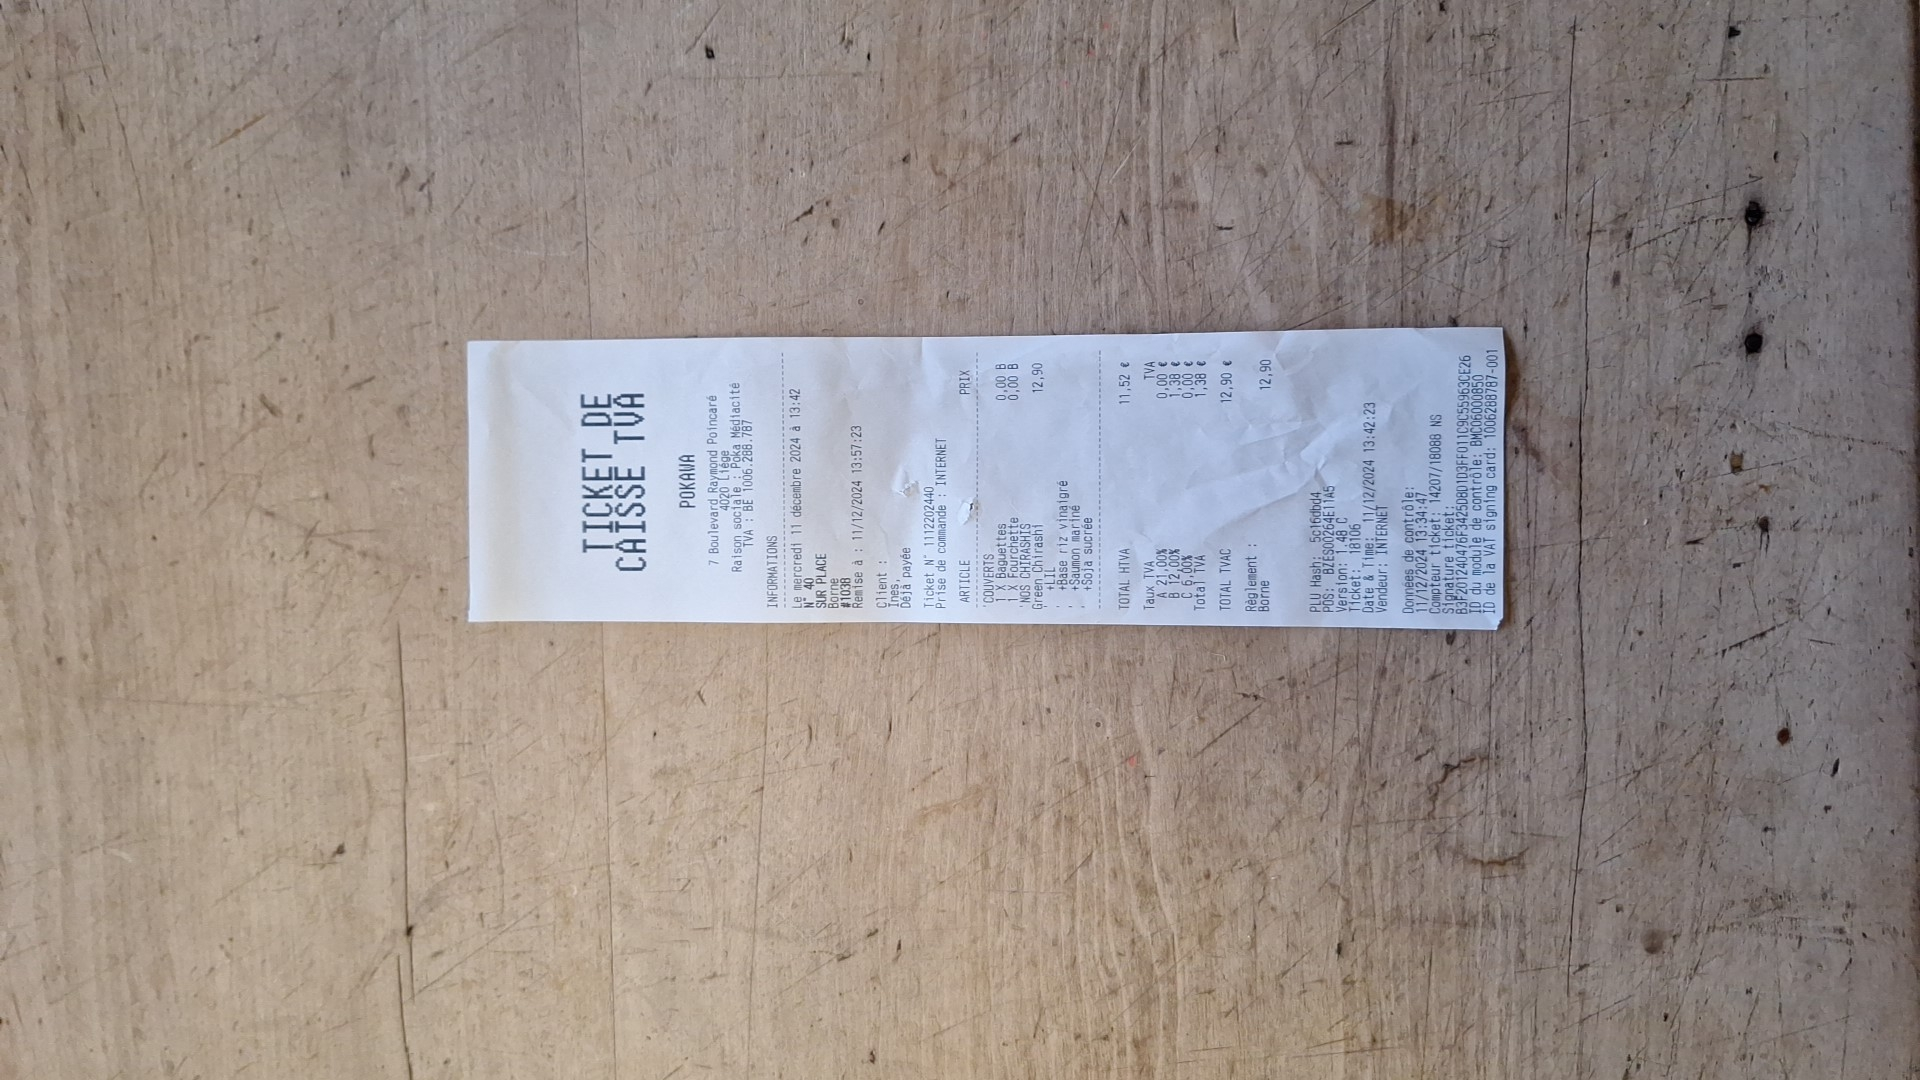 TICKET DE
CAISSE TVA
POKAWA
7 Boulevard Raymond Poincaré
4020 Liège
Raison sociale : Poka Médiacité
TVA : BE 1006.288.787
INFORMATIONS
Le mercredi 11 décembre 2024 à 13:42
N° 40
SUR PLACE
Borne
#103B
Remise à : 11/12/2024 13:57:23
Client :
Ines
Déjà payée
Ticket N° 1112202440
Prise de commande : INTERNET
ARTICLE PRIX
'COUVERTS
1 X Baguettes 0,00 B
1 X Fourchette 0,00 B
'NOS CHIRASHIS
Green Chirashi 12,90
+LIL
+Base riz vinaigré
+Saumon mariné
+Soja sucrée
TOTAL HTVA 11,52 €
Taux TVA TVA
A 21,00% 0,00 €
B 12,00% 1,38 €
C 6,00% 0,00 €
Total TVA 1,38 €
TOTAL TVAC 12,90 €
Règlement :
Borne 12,90
PLU Hash: 5c16dbd4
POS: BZES00264E11A5
Version: 1.48 C
Ticket: 18106
Date & Time: 11/12/2024 13:42:23
Vendeur: INTERNET
Données de contrôle:
11/12/2024 13:34:47
Compteur ticket: 14207/18088 NS
Signature ticket:
ID du module de contrôle: BMC06000850
ID de la VAT signing card: 1006288787-001